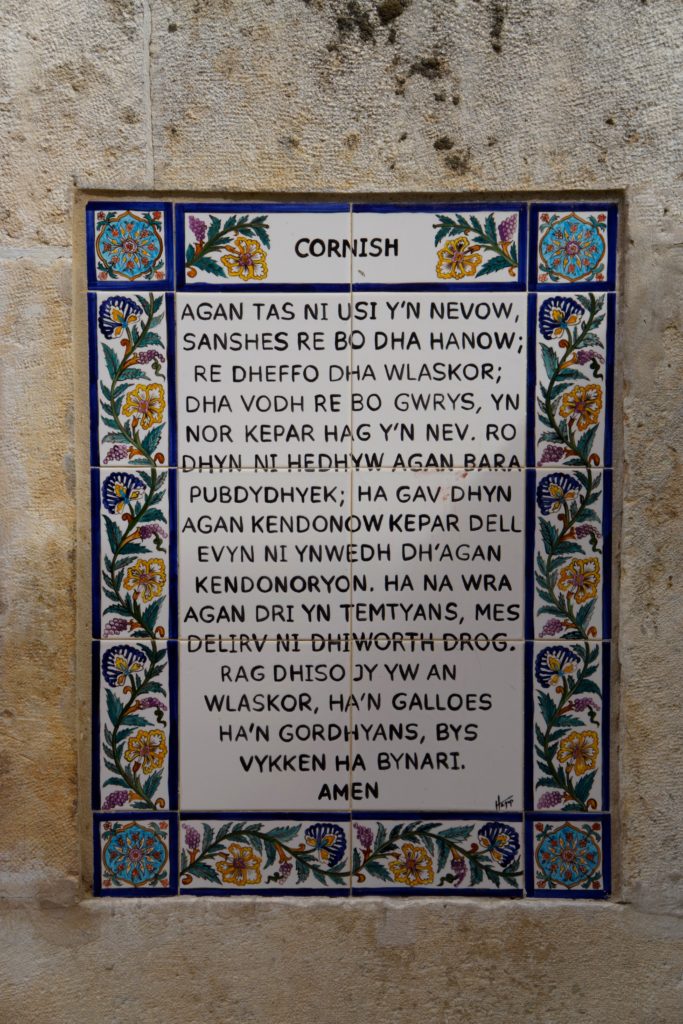 CORNISH
AGAN TAS NI USI Y'N NEVOW,
SANSHES RE BO DHA HANOW;
RE DHEFFO DHA WLASKOR;
DHA VODH RE BO GWRYS, YN
NOR KEPAR HAG Y'N NEV. RO
DHYN NI HEDHYW AGAN BARA
PUBDYDHYEK; HA GAV DHYN
AGAN KENDONOW KEPAR DELL
EVYN NI YNWEDH DH'AGAN
KENDONORYON. HA NA WRA
AGAN DRI YN TEMTYANS, MES
DELIRV NI DHIWORTH DROG.
RAG DHISO JY YW AN
WLASKOR, HA'N GALLOES
HA'N GORDHYANS, BYS
VYKKEN HA BYNARI.
AMEN